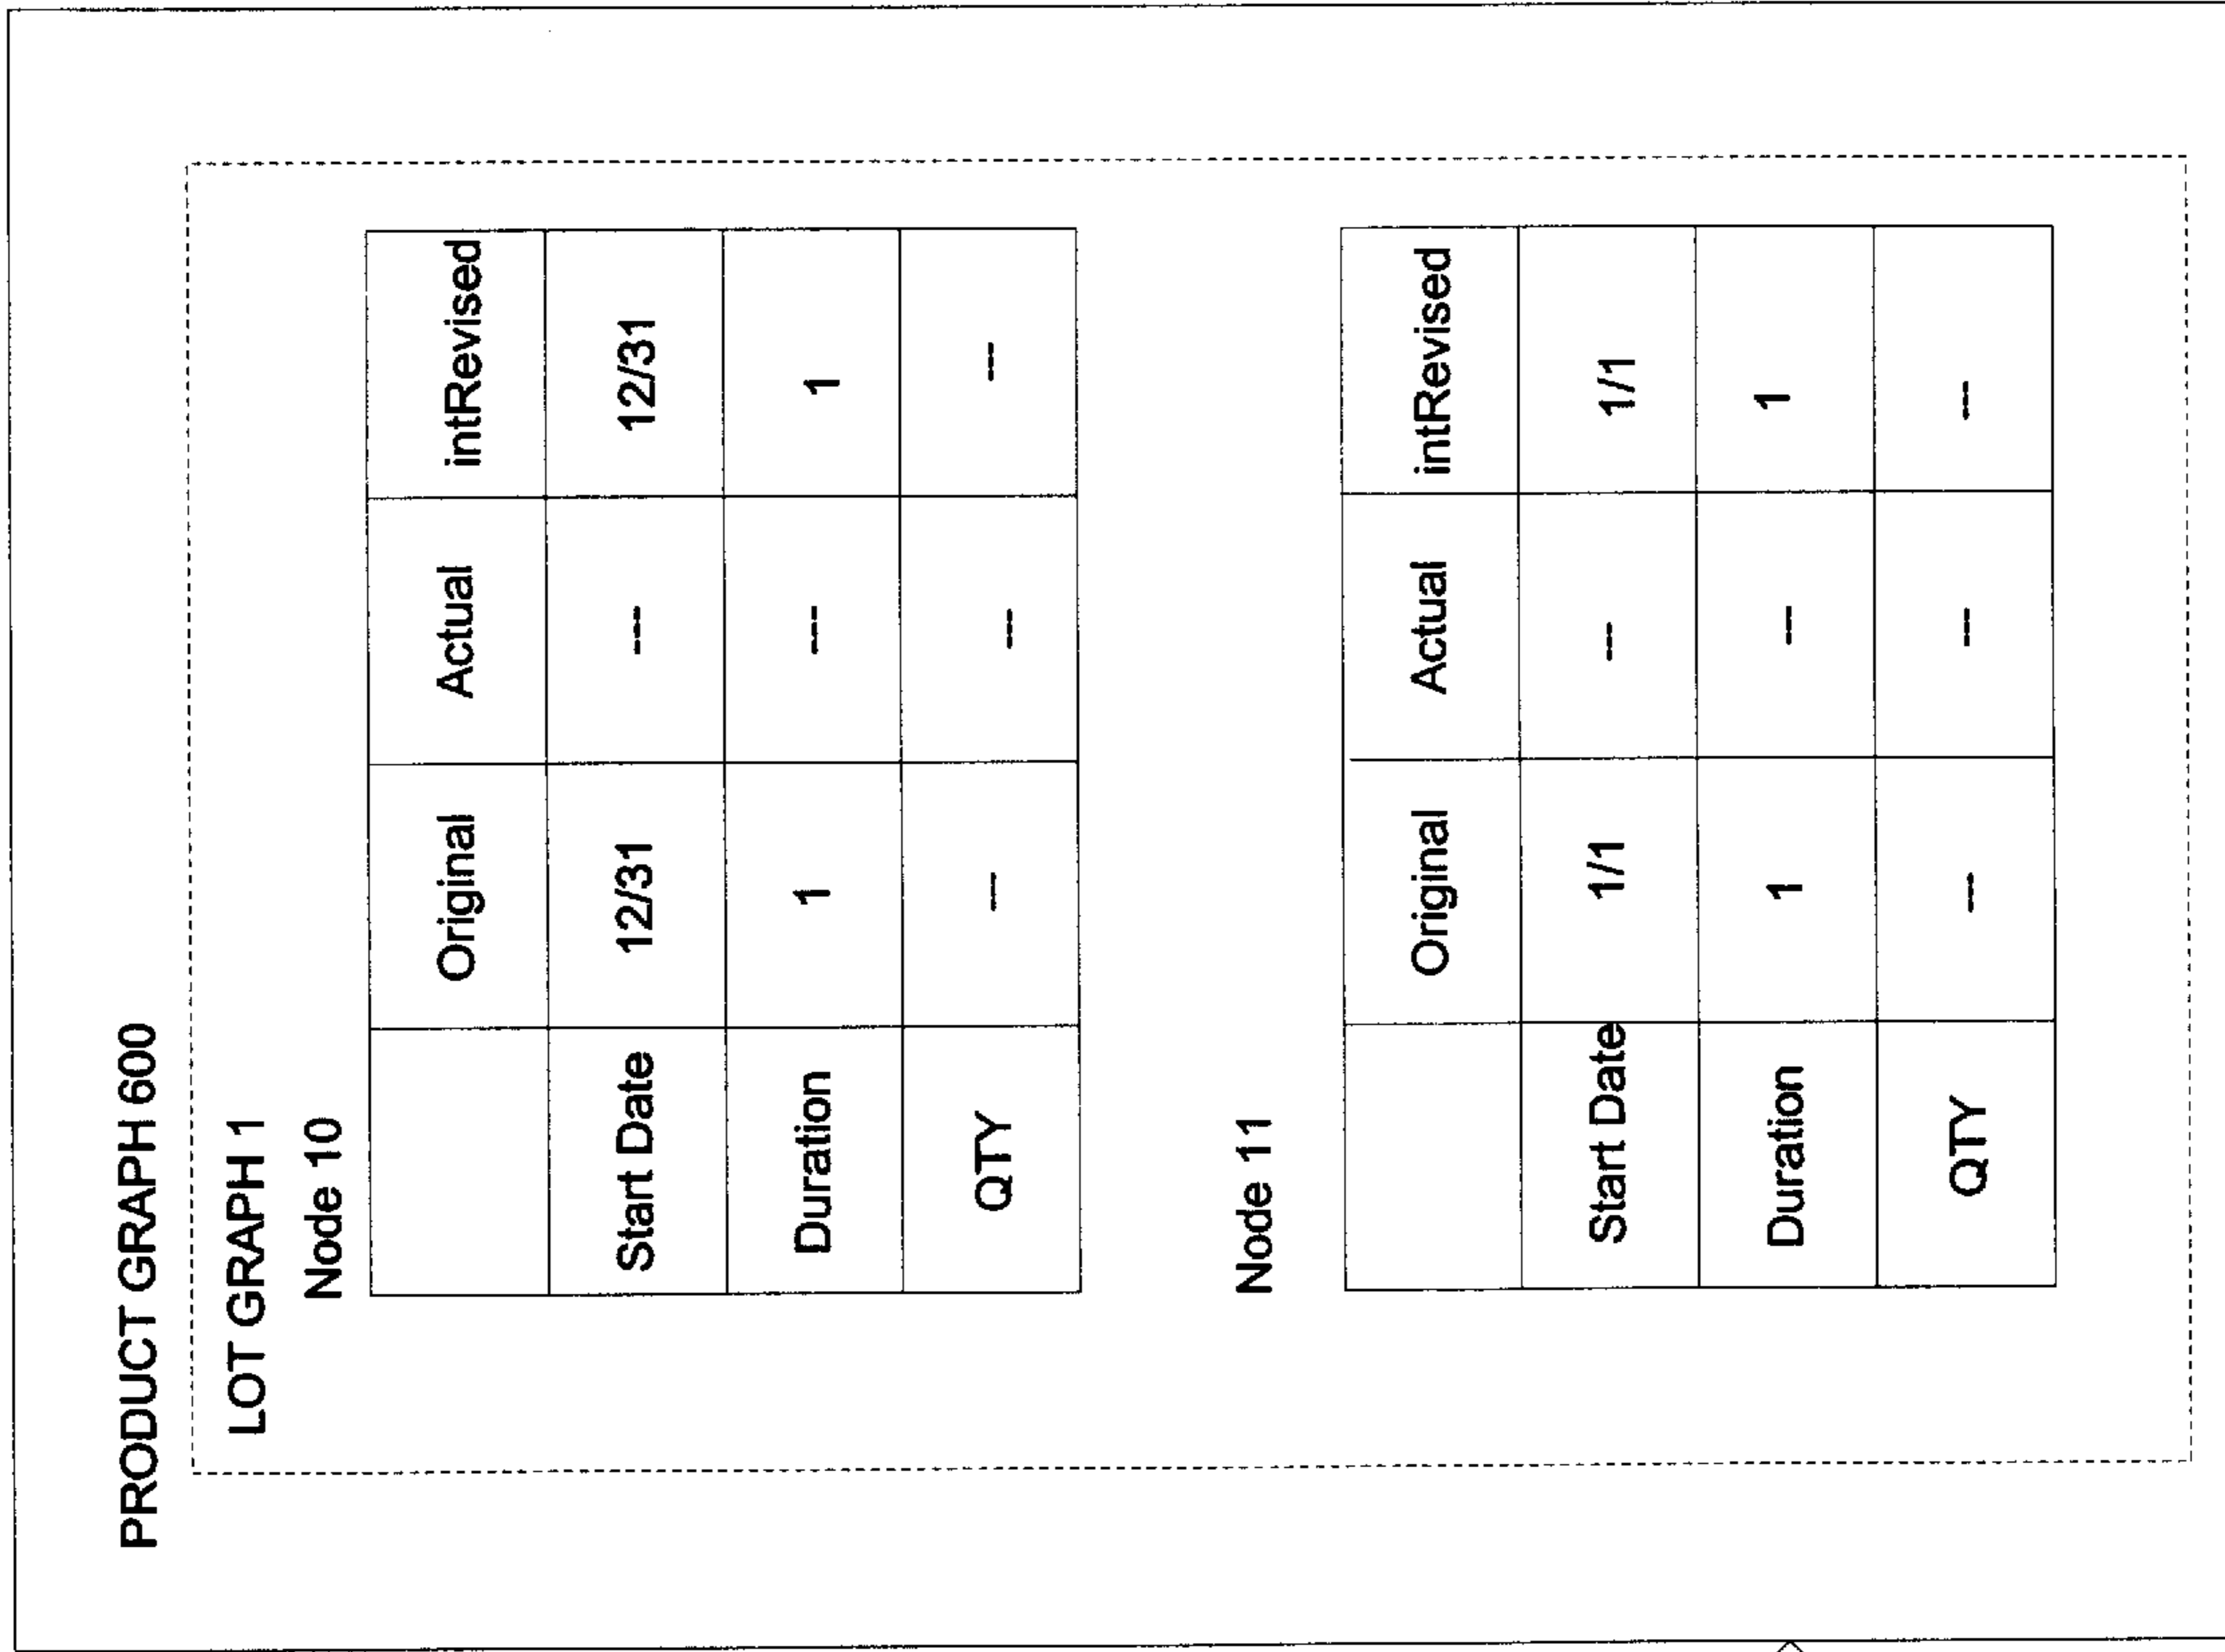 PRODUCT GRAPH 600
LOT GRAPH 1
Node 10
Original Actual intRevised
Start Date 12/31 --- 12/31
Duration 1 --- 1
QTY --- --- ---
Node 11
Original Actual intRevised
Start Date 1/1 --- 1/1
Duration 1 --- 1
QTY --- --- ---